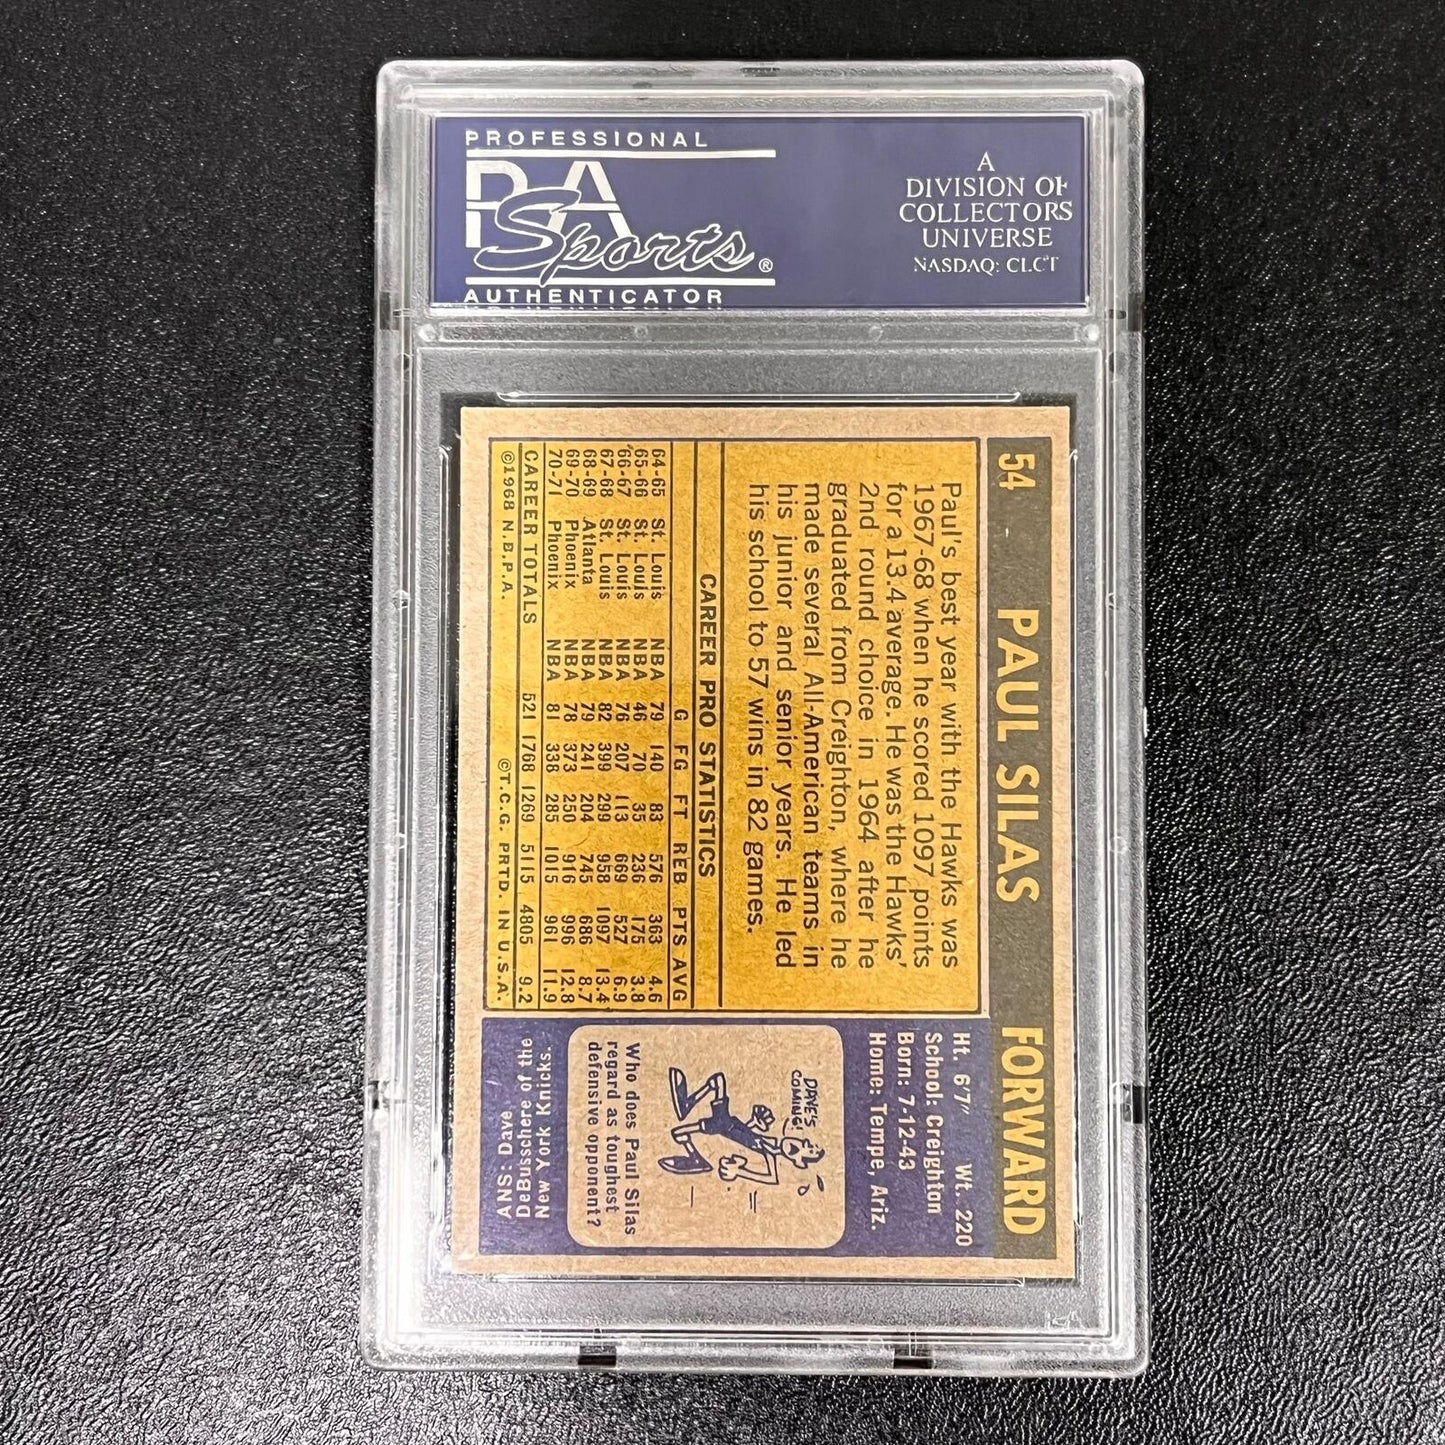 PROFESSIONAL
PSA
Sports®
AUTHENTICATOR
A
DIVISION OF
COLLECTORS
UNIVERSE
NASDAQ: CLCT
54 PAUL SILAS FORWARD
Paul's best year with the Hawks was
1967-68 when he scored 1097 points
for a 13.4 average. He was the Hawks'
2nd round choice in 1964 after he
graduated from Creighton, where he
made several All-American teams in
his junior and senior years. He led
his school to 57 wins in 82 games.
CAREER PRO STATISTICS
G FG FT REB PTS AVG
64-65 St. Louis NBA 79 140 83 576 363 4.6
65-66 St. Louis NBA 46 70 35 236 175 3.8
66-67 St. Louis NBA 76 207 113 669 527 6.9
67-68 St. Louis NBA 82 399 299 958 1097 13.4
68-69 Atlanta NBA 79 241 204 745 686 8.7
69-70 Phoenix NBA 78 373 250 916 996 12.8
70-71 Phoenix NBA 81 338 285 1015 961 11.9
CAREER TOTALS 521 1768 1269 5115 4805 9.2
©1968 N.B.P.A. ©T.C.G. PRTD. IN U.S.A.
Ht. 6'7" Wt. 220
School: Creighton
Born: 7-12-43
Home: Tempe, Ariz.
DAVE'S
COMING!
Who does Paul Silas
regard as toughest
defensive opponent?
ANS: Dave
DeBusschere of the
New York Knicks.